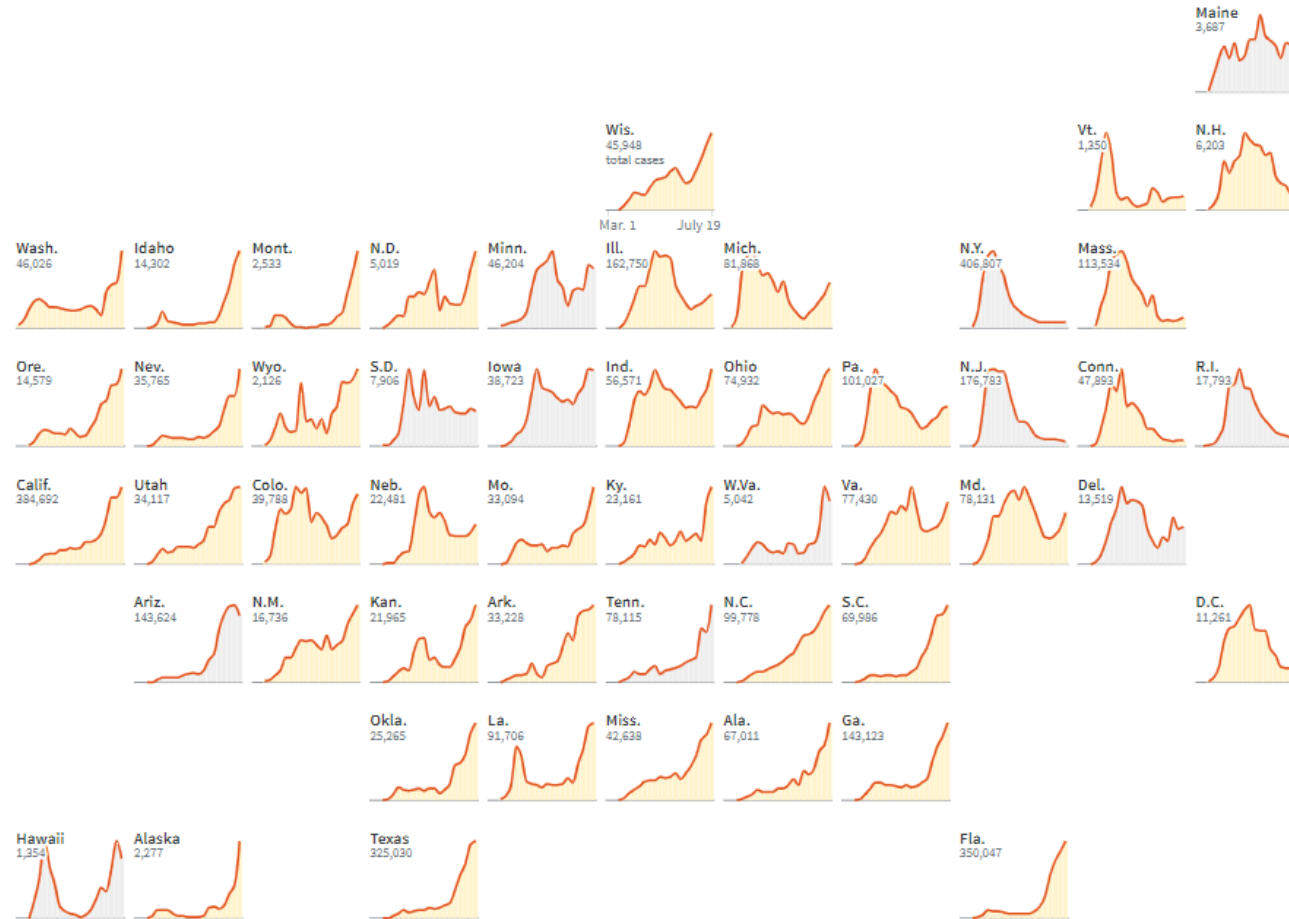 Maine
3,687
Wis.
45,948
total cases
Mar. 1 July 19
Vt.
1,350
N.H.
6,203
Wash.
46,026
Idaho
14,302
Mont.
2,533
N.D.
5,019
Minn.
46,204
Ill.
162,750
Mich.
81,868
N.Y.
406,807
Mass.
113,534
Ore.
14,579
Nev.
35,765
Wyo.
2,126
S.D.
7,906
Iowa
38,723
Ind.
56,571
Ohio
74,932
Pa.
101,027
N.J.
176,783
Conn.
47,893
R.I.
17,793
Calif.
384,692
Utah
34,117
Colo.
39,788
Neb.
22,481
Mo.
33,094
Ky.
23,161
W.Va.
5,042
Va.
77,430
Md.
78,131
Del.
13,519
Ariz.
143,624
N.M.
16,736
Kan.
21,965
Ark.
33,228
Tenn.
78,115
N.C.
99,778
S.C.
69,986
D.C.
11,261
Okla.
25,265
La.
91,706
Miss.
42,638
Ala.
67,011
Ga.
143,123
Hawaii
1,354
Alaska
2,277
Texas
325,030
Fla.
350,047